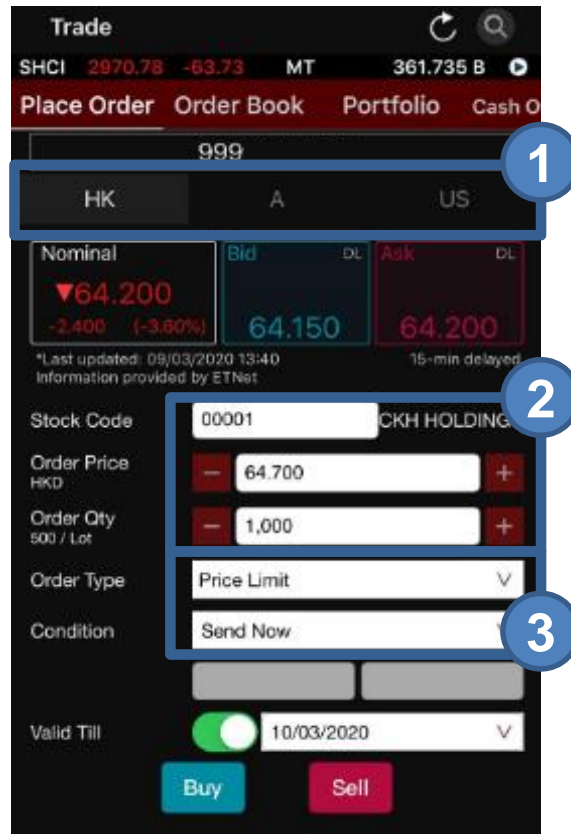 Trade
SHCI 2970.78 -63.73 MT 361.735 B
Place Order Order Book Portfolio Cash O
999
1
HK A US
Nominal Bid DL Ask DL
▼64.200
-2.400 (-3.60%) 64.150 64.200
*Last updated: 09/03/2020 13:40 15-min delayed
Information provided by ETNet
2
Stock Code 00001 CKH HOLDING
Order Price 64.700
HKD
Order Qty 1,000
500 / Lot
Order Type Price Limit
Condition Send Now
3
Valid Till 10/03/2020
Buy Sell